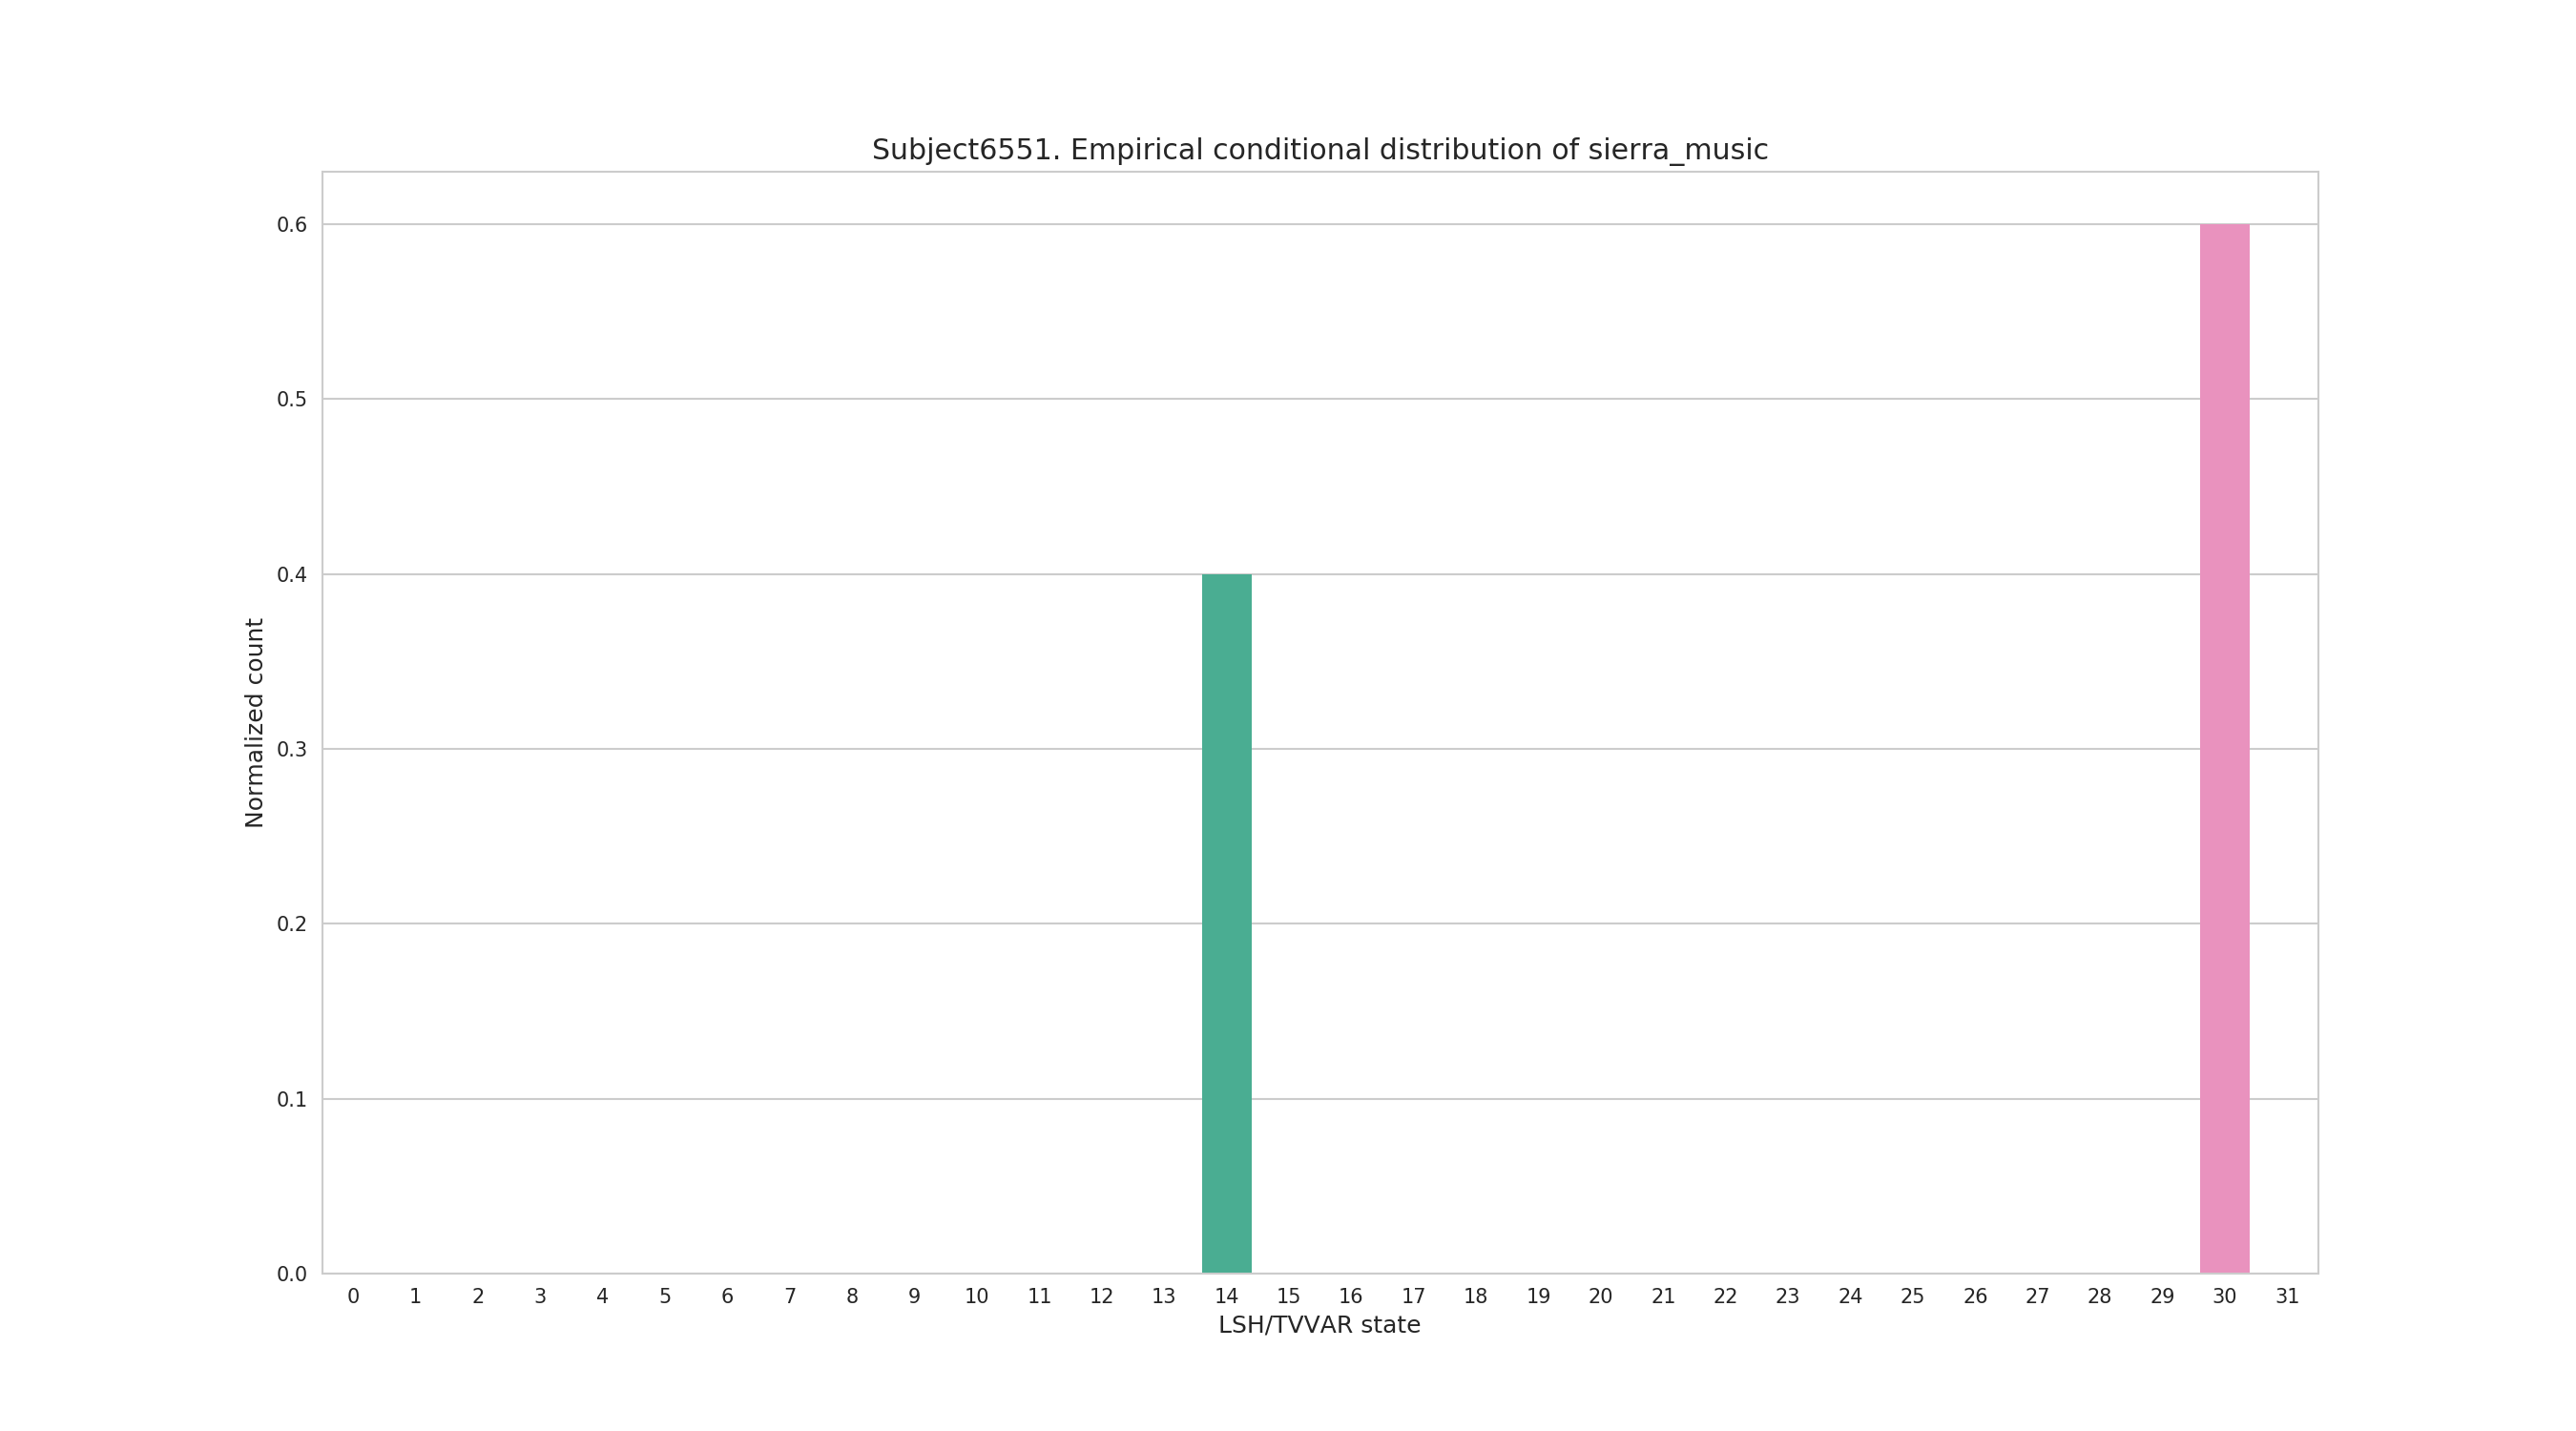 Subject6551. Empirical conditional distribution of sierra_music
0.6
0.5
0.4
0.3
0.2
0.1
0.0
Normalized count
0 1 2 3 4 5 6 7 8 9 10 11 12 13 14 15 16 17 18 19 20 21 22 23 24 25 26 27 28 29 30 31
LSH/TVVAR state